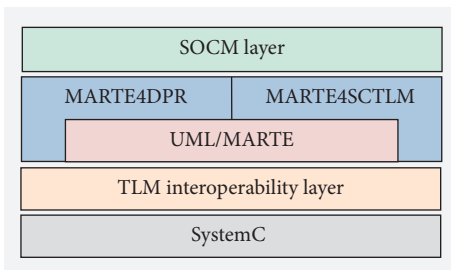 SOCM layer
MARTE4DPR MARTE4SCTLM
UML/MARTE
TLM interoperability layer
SystemC